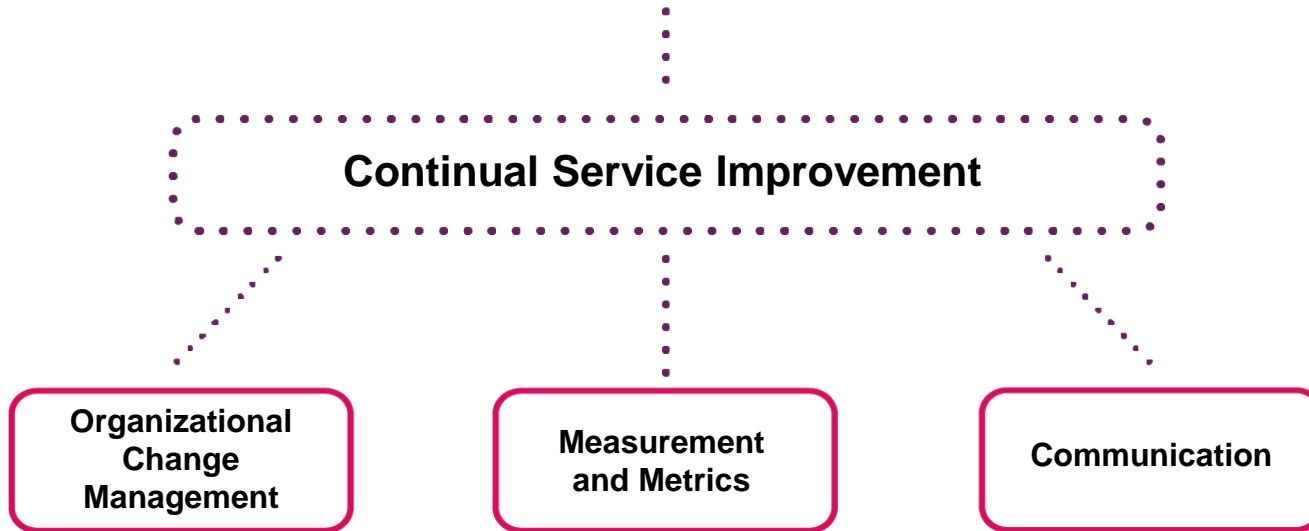 Continual Service Improvement
Organizational
Change
Management
Measurement
and Metrics
Communication